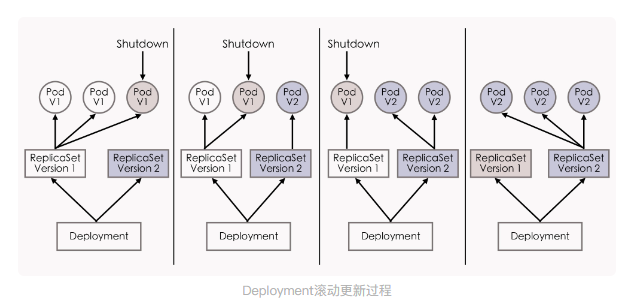 Shutdown
Pod
V1
Pod
V1
Pod
V1
ReplicaSet
Version 1
ReplicaSet
Version 2
Deployment
Shutdown
Pod
V1
Pod
V1
Pod
V2
ReplicaSet
Version 1
ReplicaSet
Version 2
Deployment
Shutdown
Pod
V1
Pod
V2
Pod
V2
ReplicaSet
Version 1
ReplicaSet
Version 2
Deployment
Pod
V2
Pod
V2
Pod
V2
ReplicaSet
Version 1
ReplicaSet
Version 2
Deployment
Deployment滚动更新过程